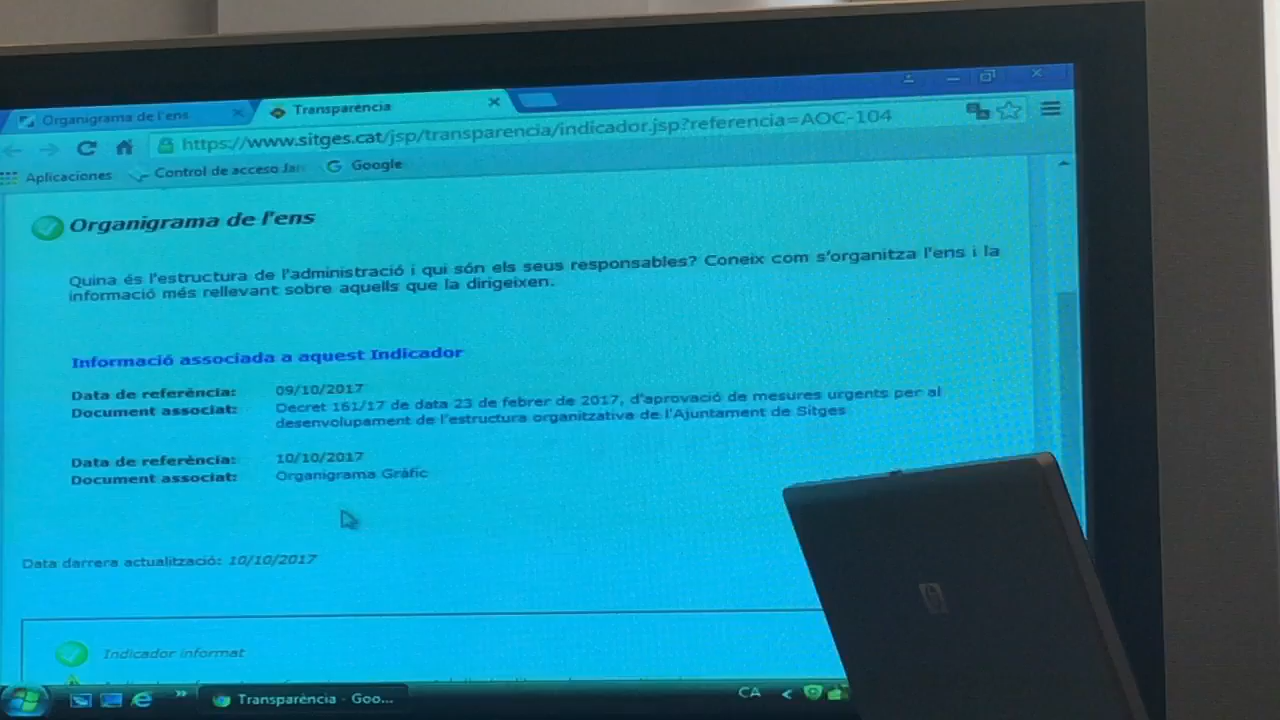 Organigrama de l'ens
Transparència
https://www.sitges.cat/jsp/transparencia/indicador.jsp?referencia=AOC-104
Aplicaciones
Control de acceso
Google
Organigrama de l'ens
Quina és l'estructura de l'administració i qui són els seus responsables? Coneix com s'organitza l'ens i la
informació més rellevant sobre aquells que la dirigeixen.
Informació associada a aquest Indicador
Data de referència: 09/10/2017
Document associat: Decret 161/17 de data 23 de febrer de 2017, d'aprovació de mesures urgents per al
desenvolupament de l'estructura organitzativa de l'Ajuntament de Sitges
Data de referència: 10/10/2017
Document associat: Organigrama Gràfic
Data darrera actualització: 10/10/2017
Indicador informat
Transparència - Goo...
CA
hp